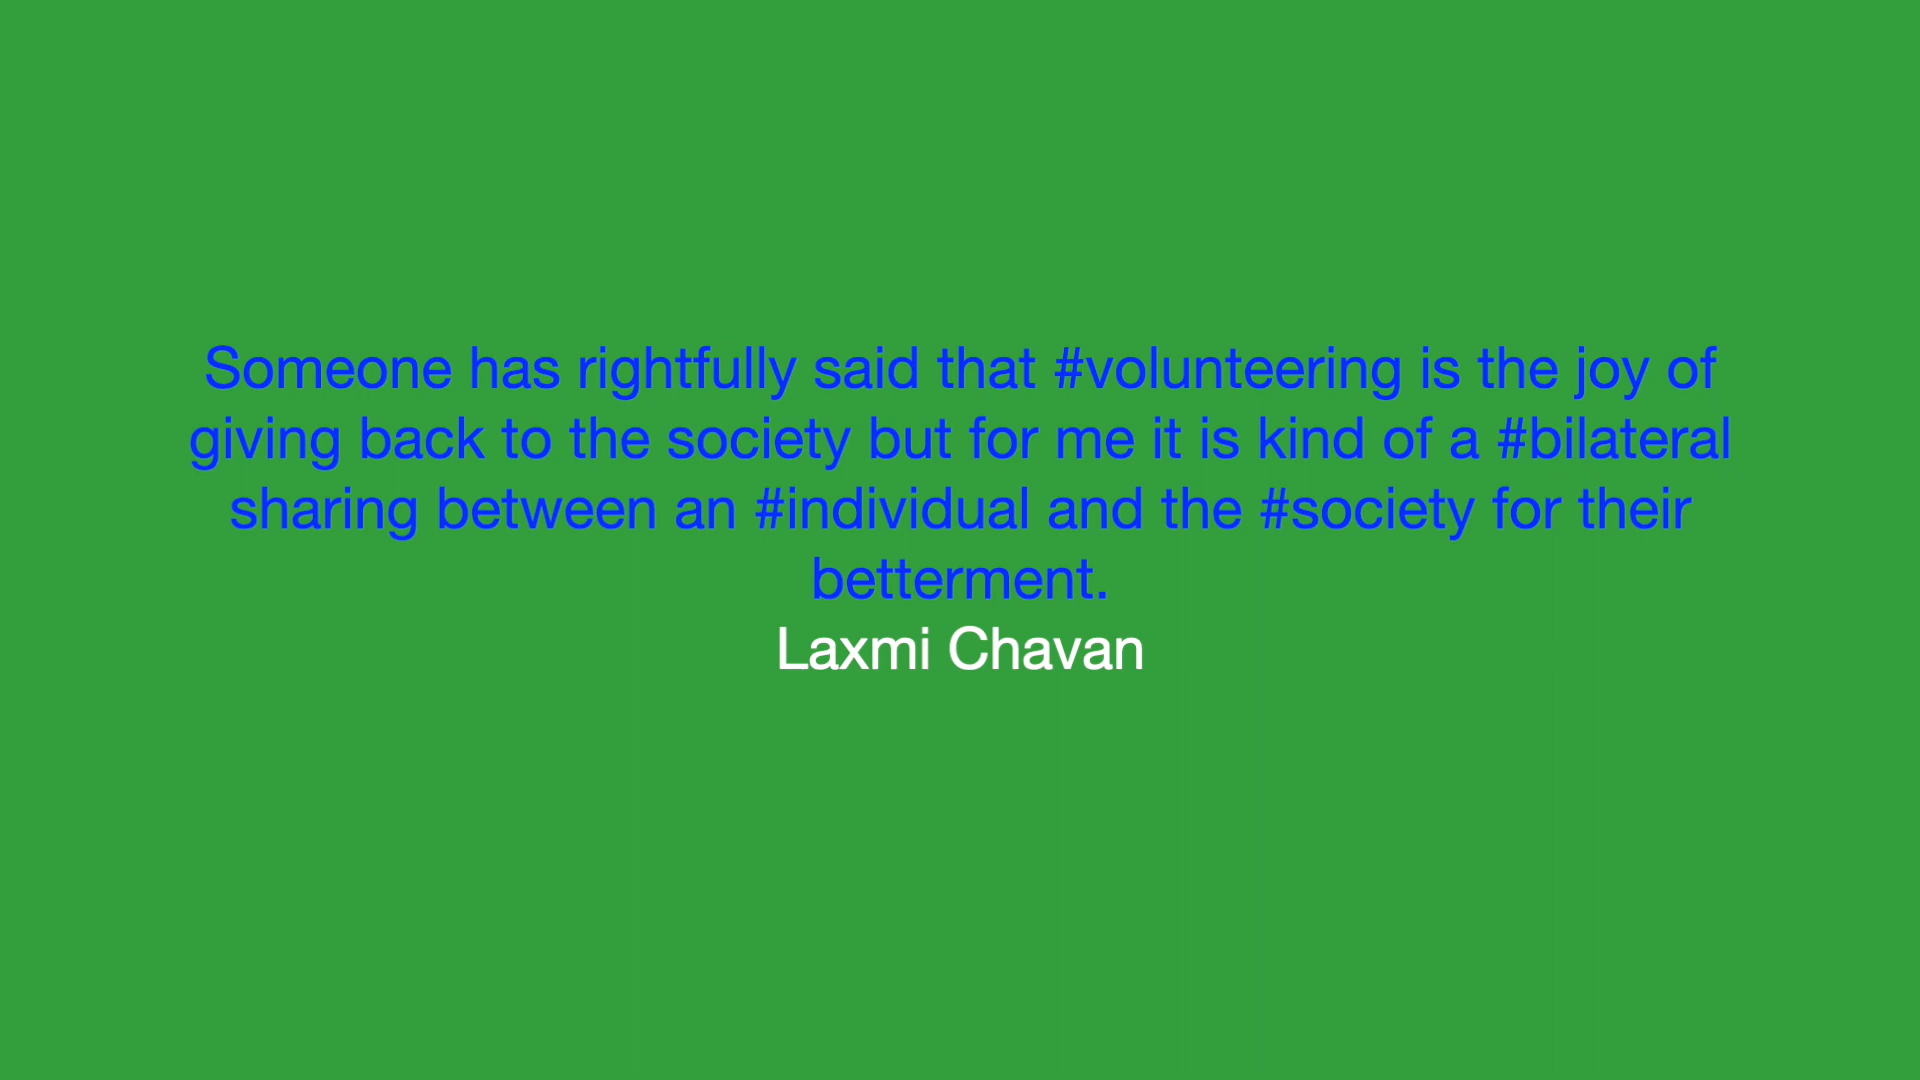 Someone has rightfully said that #volunteering is the joy of
giving back to the society but for me it is kind of a #bilateral
sharing between an #individual and the #society for their
betterment.
Laxmi Chavan